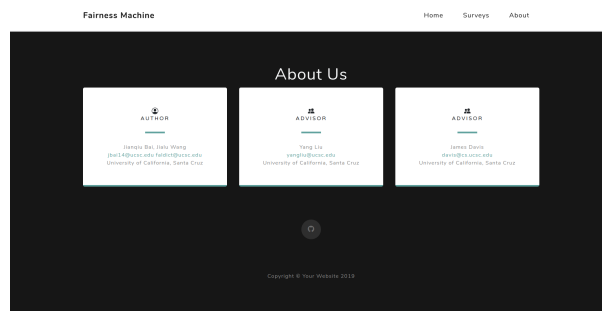 Fairness Machine
Home Surveys About
About Us
AUTHOR
Jianqiu Bai, Jialu Wang
jbai14@ucsc.edu faldict@ucsc.edu
University of California, Santa Cruz
ADVISOR
Yang Liu
yangliu@ucsc.edu
University of California, Santa Cruz
ADVISOR
James Davis
davis@cs.ucsc.edu
University of California, Santa Cruz
Copyright © Your Website 2019